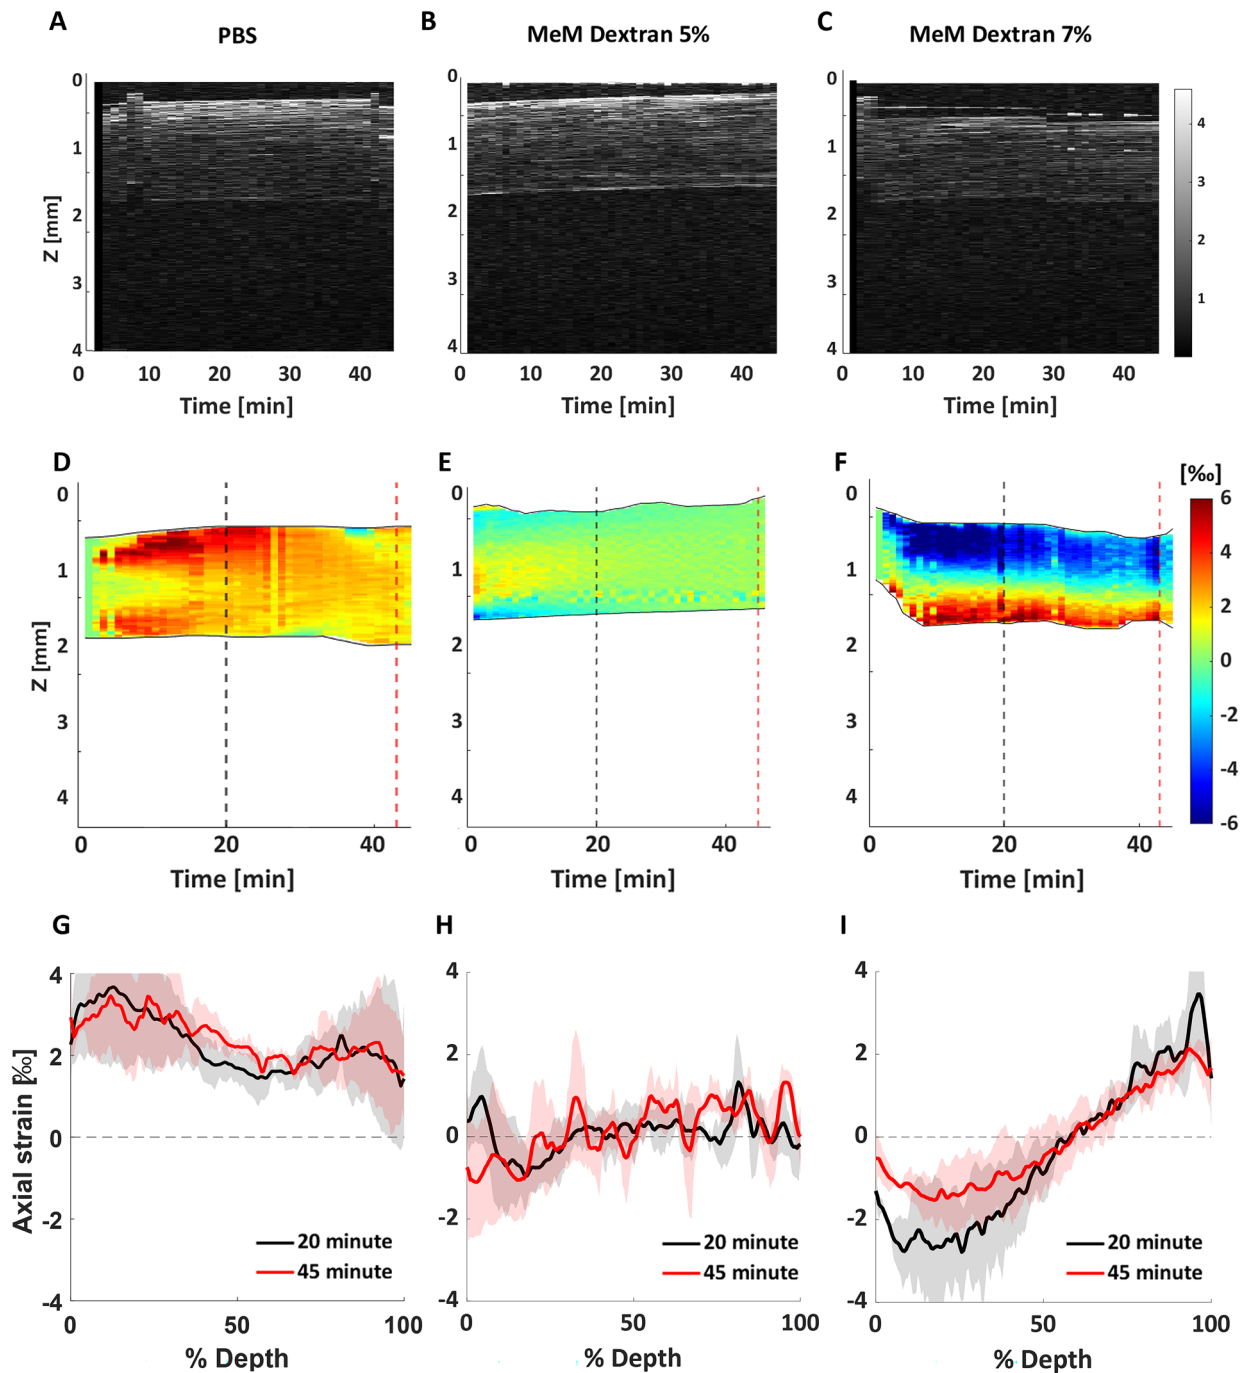 A
PBS
B
MeM Dextran 5%
C
MeM Dextran 7%
0
1
2
3
4
Z [mm]
0 10 20 30 40
Time [min]
0
1
2
3
4
0 10 20 30 40
Time [min]
0
1
2
3
4
0 10 20 30 40
Time [min]
4
3
2
1
D
0
1
2
3
4
Z [mm]
0 20 40
Time [min]
E
0
1
2
3
4
0 20 40
Time [min]
F
0
1
2
3
4
0 20 40
Time [min]
[‰]
6
4
2
0
-2
-4
-6
G
4
2
0
-2
-4
Axial strain [‰]
20 minute
45 minute
0 50 100
% Depth
H
4
2
0
-2
-4
20 minute
45 minute
0 50 100
% Depth
I
4
2
0
-2
-4
20 minute
45 minute
0 50 100
% Depth